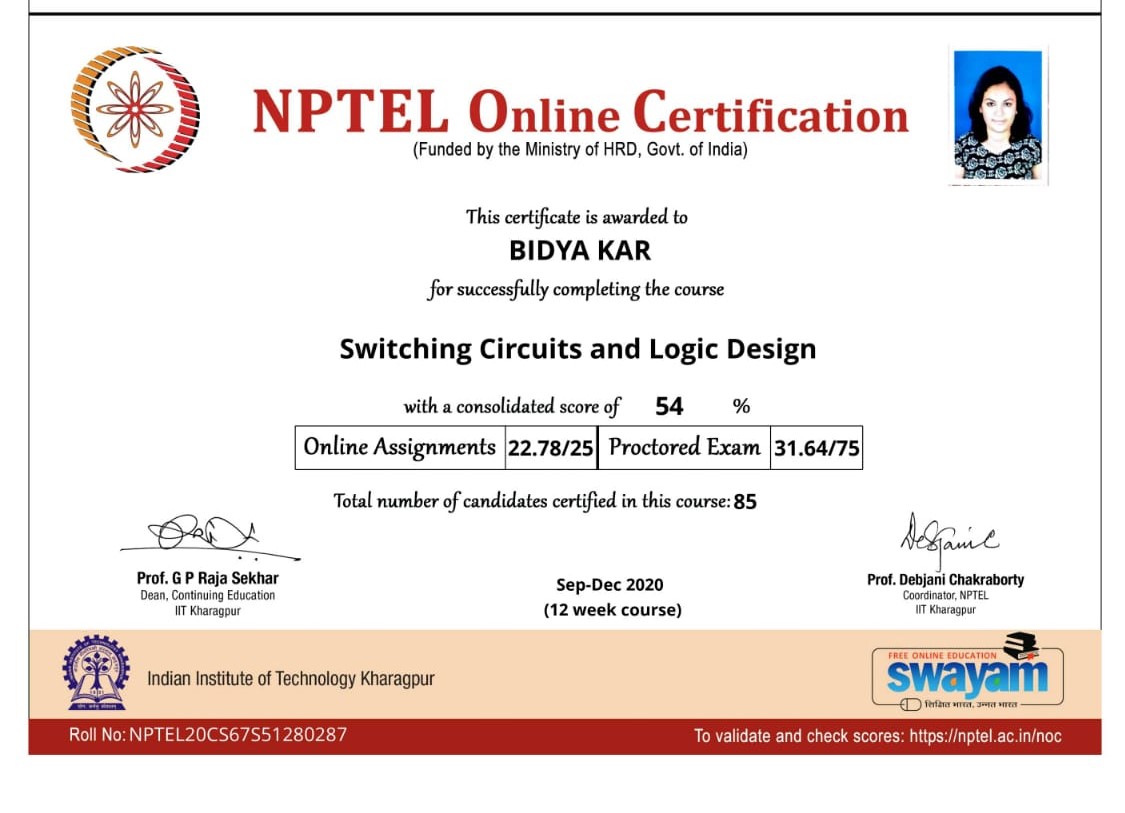 NPTEL Online Certification
(Funded by the Ministry of HRD, Govt. of India)
This certificate is awarded to
BIDYA KAR
for successfully completing the course
Switching Circuits and Logic Design
with a consolidated score of 54 %
Online Assignments 22.78/25 Proctored Exam 31.64/75
Total number of candidates certified in this course: 85
Prof. G P Raja Sekhar
Dean, Continuing Education
IIT Kharagpur
Sep-Dec 2020
(12 week course)
Prof. Debjani Chakraborty
Coordinator, NPTEL
IIT Kharagpur
Indian Institute of Technology Kharagpur
FREE ONLINE EDUCATION
swayam
शिक्षित भारत, उन्नत भारत
Roll No: NPTEL20CS67S51280287
To validate and check scores: https://nptel.ac.in/noc